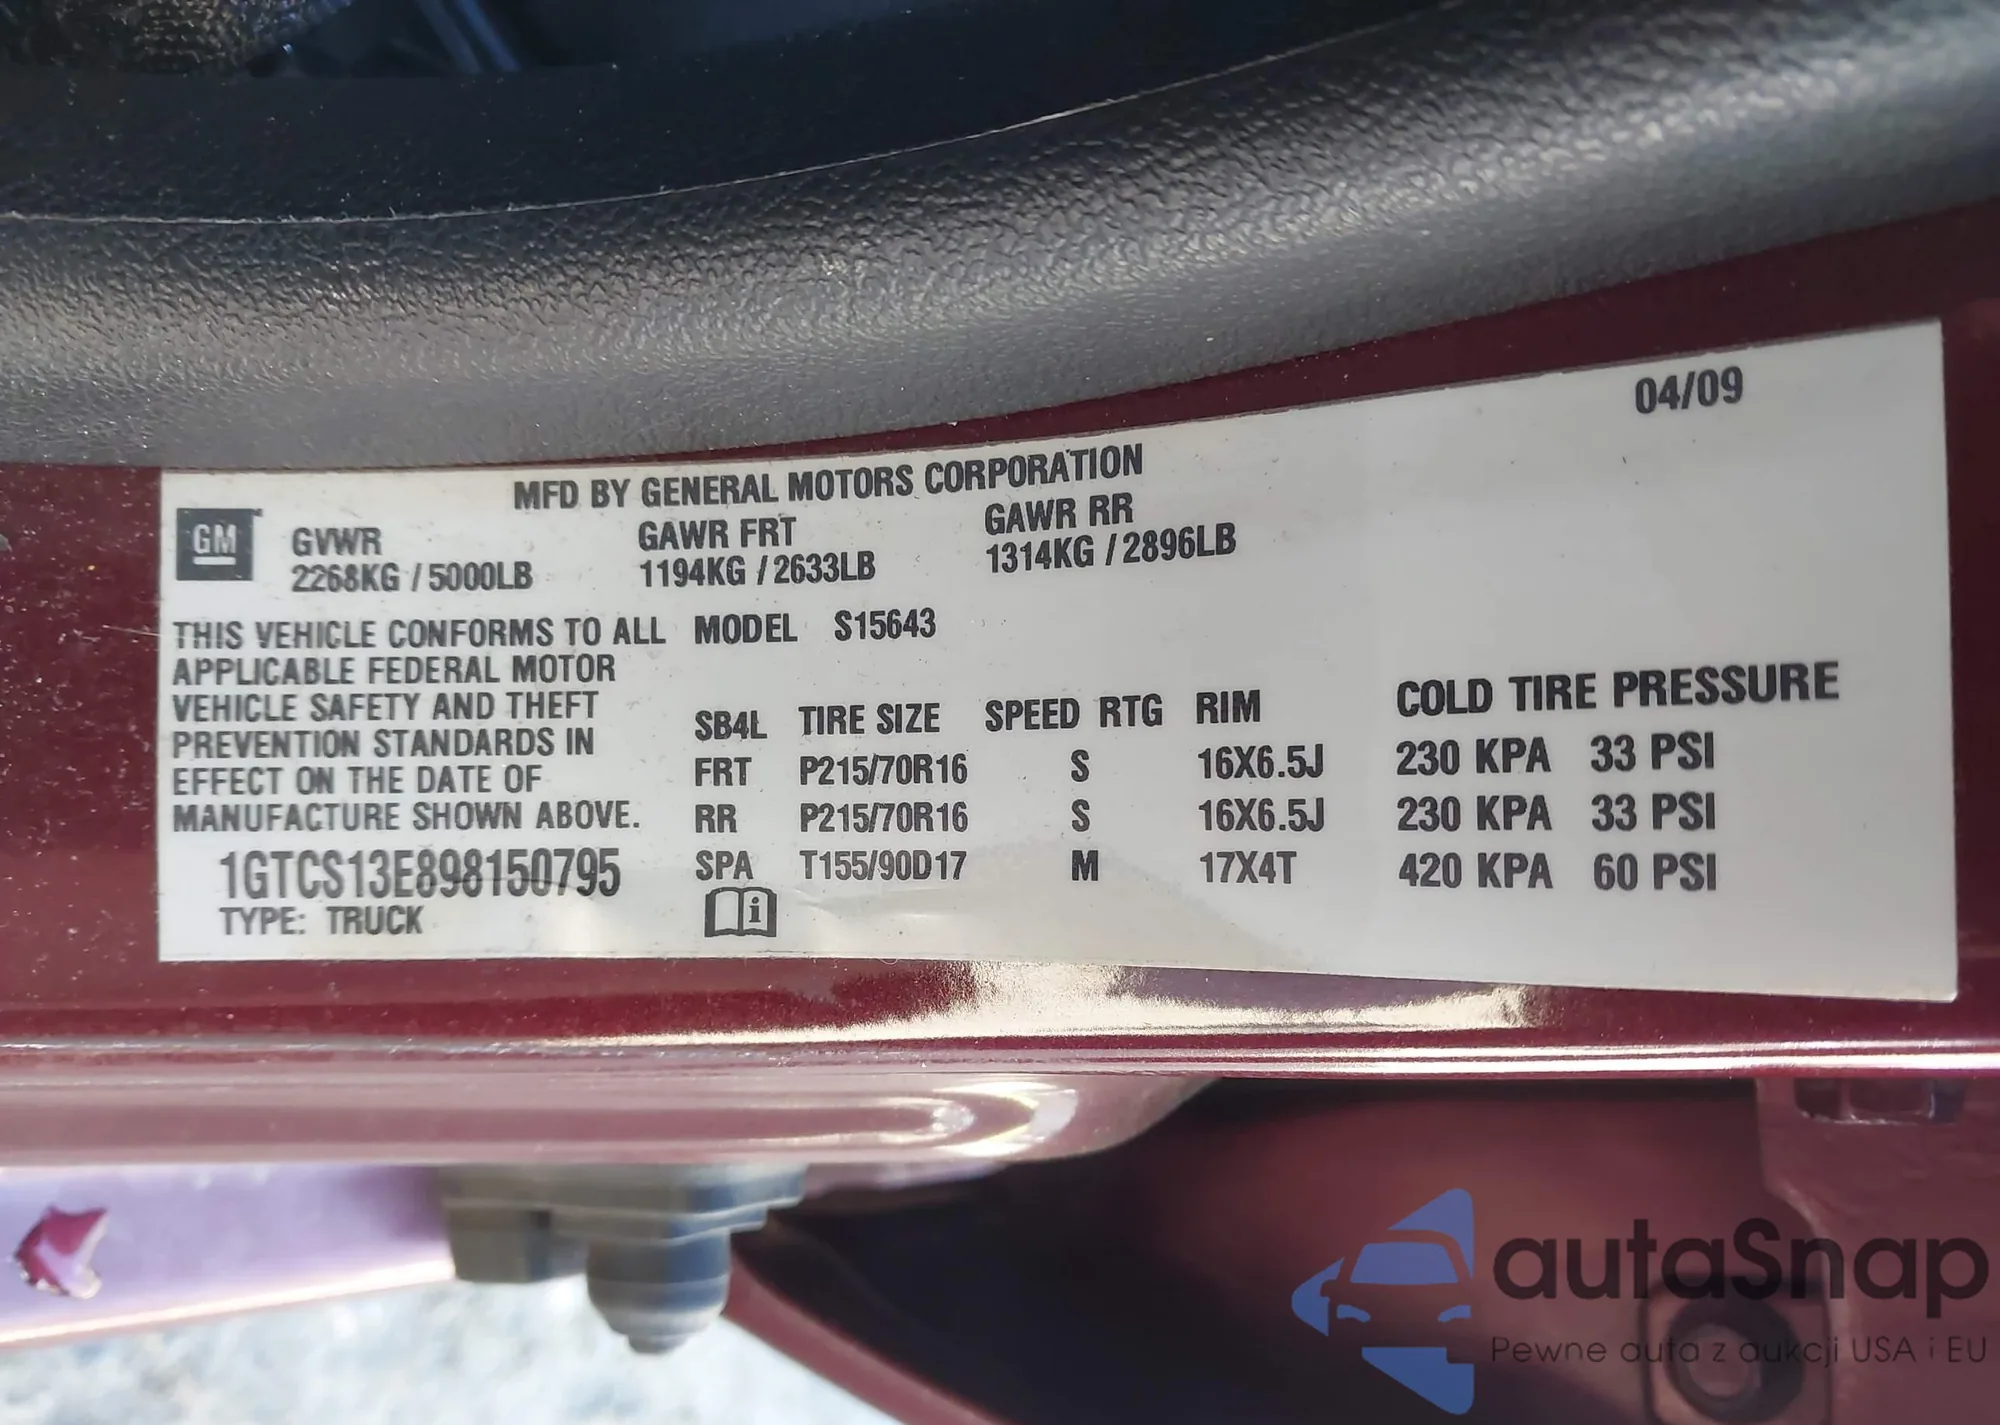 04/09
MFD BY GENERAL MOTORS CORPORATION
GM
GVWR GAWR FRT GAWR RR
2268KG / 5000LB 1194KG / 2633LB 1314KG / 2896LB
THIS VEHICLE CONFORMS TO ALL
APPLICABLE FEDERAL MOTOR
VEHICLE SAFETY AND THEFT
PREVENTION STANDARDS IN
EFFECT ON THE DATE OF
MANUFACTURE SHOWN ABOVE.
1GTCS13E898150795
TYPE: TRUCK
MODEL S15643
SB4L TIRE SIZE SPEED RTG RIM COLD TIRE PRESSURE
FRT P215/70R16 S 16X6.5J 230 KPA 33 PSI
RR P215/70R16 S 16X6.5J 230 KPA 33 PSI
SPA T155/90D17 M 17X4T 420 KPA 60 PSI
i
autaSnap
Pewne auta z aukcji USA i EU